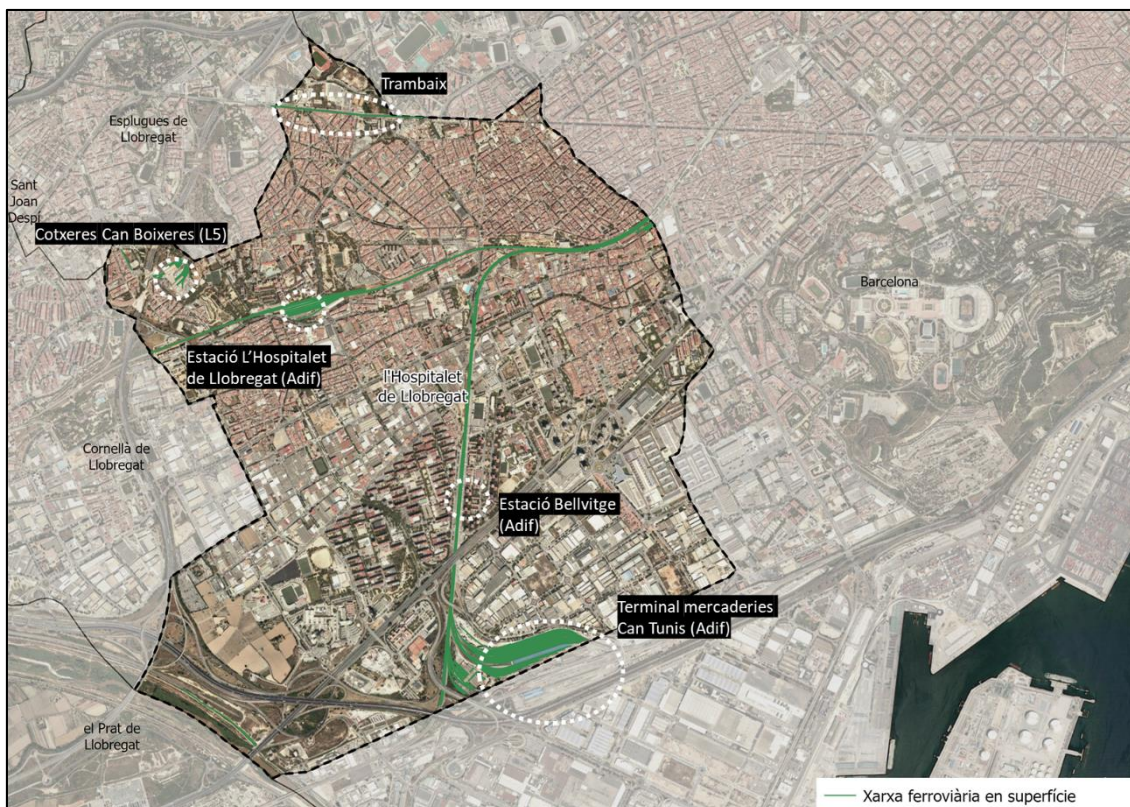 Trambaix
Esplugues de
Llobregat
Sant
Joan
Despí
Cotxeres Can Boixeres (L5)
Barcelona
Estació L'Hospitalet
de Llobregat (Adif)
l'Hospitalet
de Llobregat
Cornellà de
Llobregat
Estació Bellvitge
(Adif)
Terminal mercaderies
Can Tunis (Adif)
el Prat de
Llobregat
Xarxa ferroviària en superfície